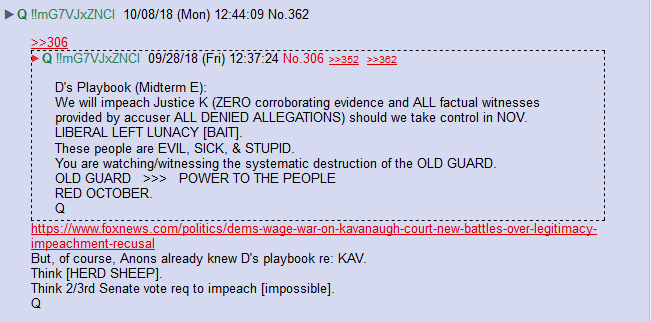 ▶ Q !!mG7VJxZNCI 10/08/18 (Mon) 12:44:09 No.362
>>306
▶ Q !!mG7VJxZNCI 09/28/18 (Fri) 12:37:24 No.306 >>352 >>362
D's Playbook (Midterm E):
We will impeach Justice K (ZERO corroborating evidence and ALL factual witnesses
provided by accuser ALL DENIED ALLEGATIONS) should we take control in NOV.
LIBERAL LEFT LUNACY [BAIT].
These people are EVIL, SICK, & STUPID.
You are watching/witnessing the systematic destruction of the OLD GUARD.
OLD GUARD >>> POWER TO THE PEOPLE
RED OCTOBER.
Q
https://www.foxnews.com/politics/dems-wage-war-on-kavanaugh-court-new-battles-over-legitimacy-
impeachment-recusal
But, of course, Anons already knew D's playbook re: KAV.
Think [HERD SHEEP].
Think 2/3rd Senate vote req to impeach [impossible].
Q